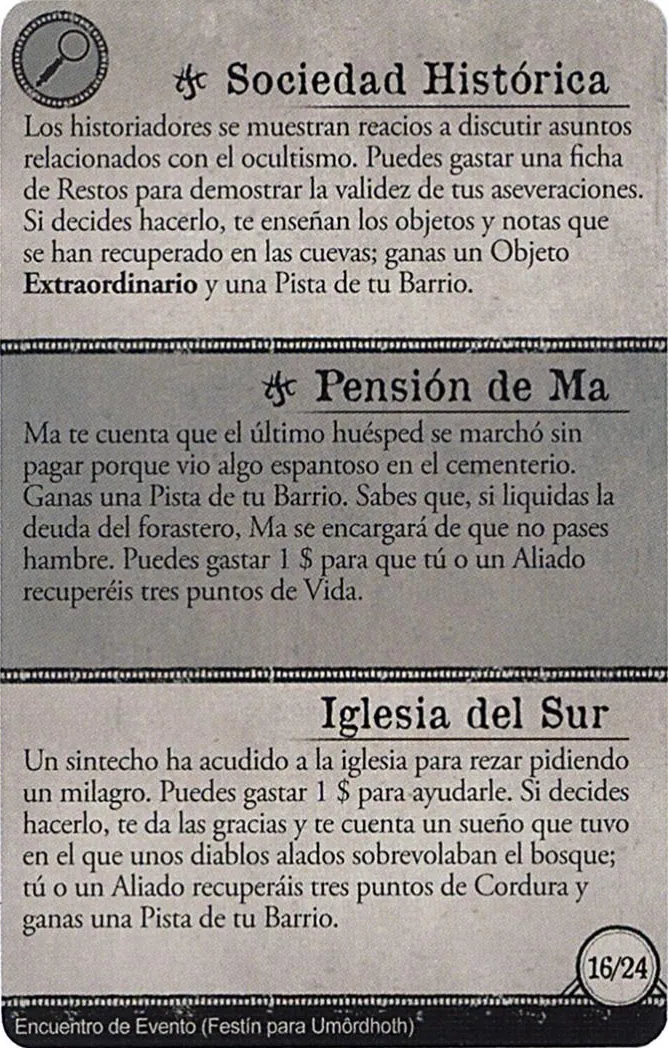 Sociedad Histórica
Los historiadores se muestran reacios a discutir asuntos
relacionados con el ocultismo. Puedes gastar una ficha
de Restos para demostrar la validez de tus aseveraciones.
Si decides hacerlo, te enseñan los objetos y notas que
se han recuperado en las cuevas; ganas un Objeto
Extraordinario y una Pista de tu Barrio.
Pensión de Ma
Ma te cuenta que el último huésped se marchó sin
pagar porque vio algo espantoso en el cementerio.
Ganas una Pista de tu Barrio. Sabes que, si liquidas la
deuda del forastero, Ma se encargará de que no pases
hambre. Puedes gastar 1 $ para que tú o un Aliado
recuperéis tres puntos de Vida.
Iglesia del Sur
Un sintecho ha acudido a la iglesia para rezar pidiendo
un milagro. Puedes gastar 1 $ para ayudarle. Si decides
hacerlo, te da las gracias y te cuenta un sueño que tuvo
en el que unos diablos alados sobrevolaban el bosque;
tú o un Aliado recuperáis tres puntos de Cordura y
ganas una Pista de tu Barrio.
16/24
Encuentro de Evento (Festín para Umôrdhoth)